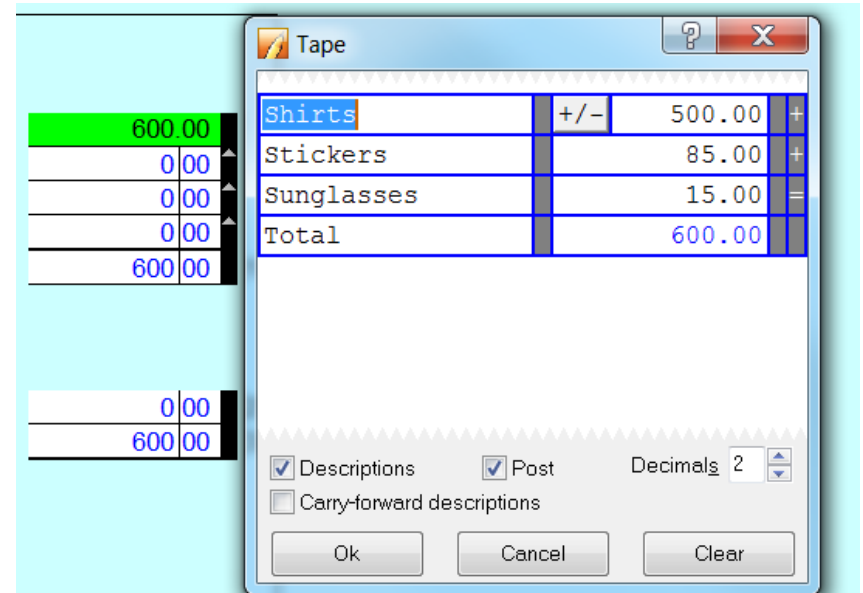 Tape
600.00
0 00
0 00
0 00
600 00
0 00
600 00
Shirts +/- 500.00 +
Stickers 85.00 +
Sunglasses 15.00 =
Total 600.00
Descriptions Post Decimals 2
Carry-forward descriptions
Ok Cancel Clear